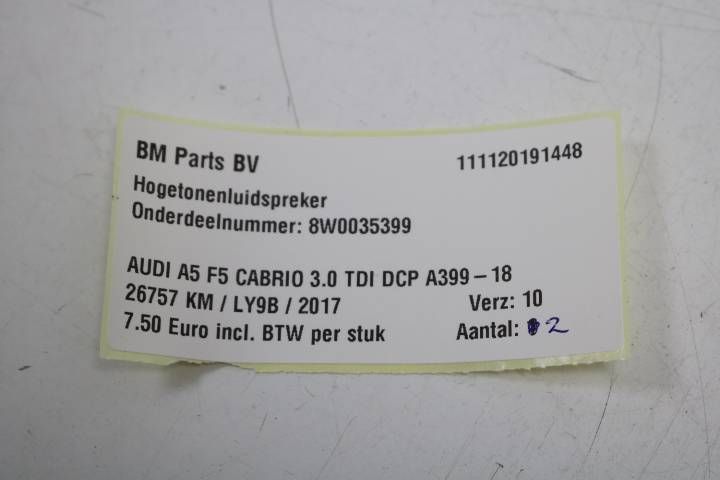 BM Parts BV 111120191448
Hogetonenluidspreker
Onderdeelnummer: 8W0035399
AUDI A5 F5 CABRIO 3.0 TDI DCP A399-18
26757 KM / LY9B / 2017 Verz: 10
7.50 Euro incl. BTW per stuk Aantal: 2